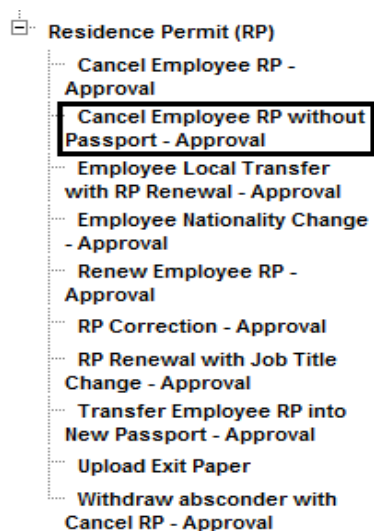 Residence Permit (RP)
Cancel Employee RP -
Approval
Cancel Employee RP without
Passport - Approval
Employee Local Transfer
with RP Renewal - Approval
Employee Nationality Change
- Approval
Renew Employee RP -
Approval
RP Correction - Approval
RP Renewal with Job Title
Change - Approval
Transfer Employee RP into
New Passport - Approval
Upload Exit Paper
Withdraw absconder with
Cancel RP - Approval